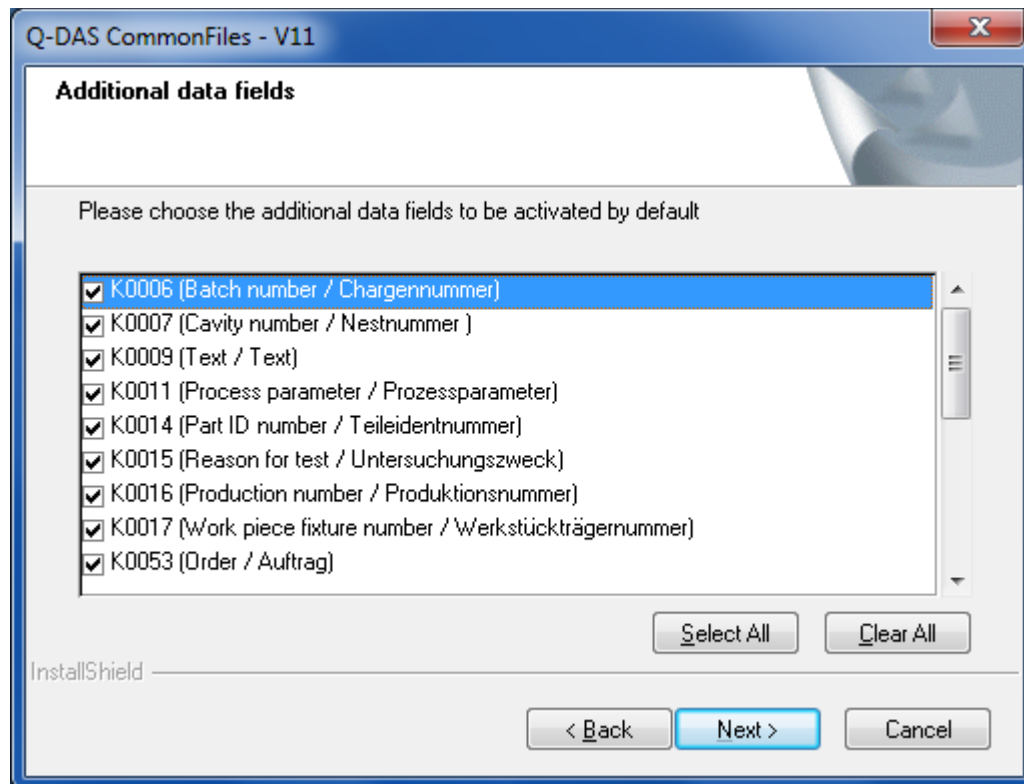 Q-DAS CommonFiles - V11
Additional data fields
Please choose the additional data fields to be activated by default
K0006 (Batch number / Chargennummer)
K0007 (Cavity number / Nestnummer )
K0009 (Text / Text)
K0011 (Process parameter / Prozessparameter)
K0014 (Part ID number / Teileidentnummer)
K0015 (Reason for test / Untersuchungszweck)
K0016 (Production number / Produktionsnummer)
K0017 (Work piece fixture number / Werkstückträgernummer)
K0053 (Order / Auftrag)
Select All Clear All
InstallShield
< Back Next > Cancel